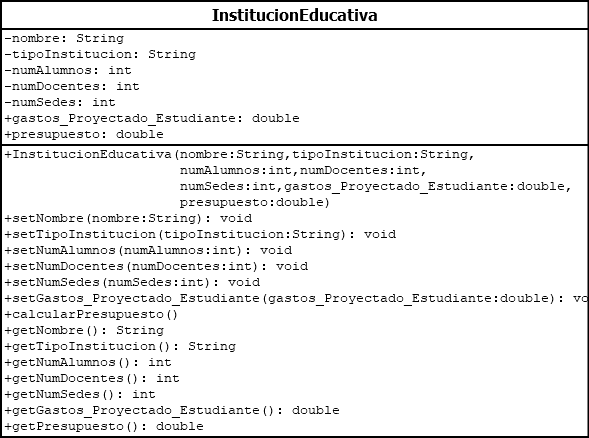 InstitucionEducativa
-nombre: String
-tipoInstitucion: String
-numAlumnos: int
-numDocentes: int
-numSedes: int
+gastos_Proyectado_Estudiante: double
+presupuesto: double
+InstitucionEducativa(nombre:String,tipoInstitucion:String,
numAlumnos:int,numDocentes:int,
numSedes:int,gastos_Proyectado_Estudiante:double,
presupuesto:double)
+setNombre(nombre:String): void
+setTipoInstitucion(tipoInstitucion:String): void
+setNumAlumnos(numAlumnos:int): void
+setNumDocentes(numDocentes:int): void
+setNumSedes(numSedes:int): void
+setGastos_Proyectado_Estudiante(gastos_Proyectado_Estudiante:double): vo
+calcularPresupuesto()
+getNombre(): String
+getTipoInstitucion(): String
+getNumAlumnos(): int
+getNumDocentes(): int
+getNumSedes(): int
+getGastos_Proyectado_Estudiante(): double
+getPresupuesto(): double